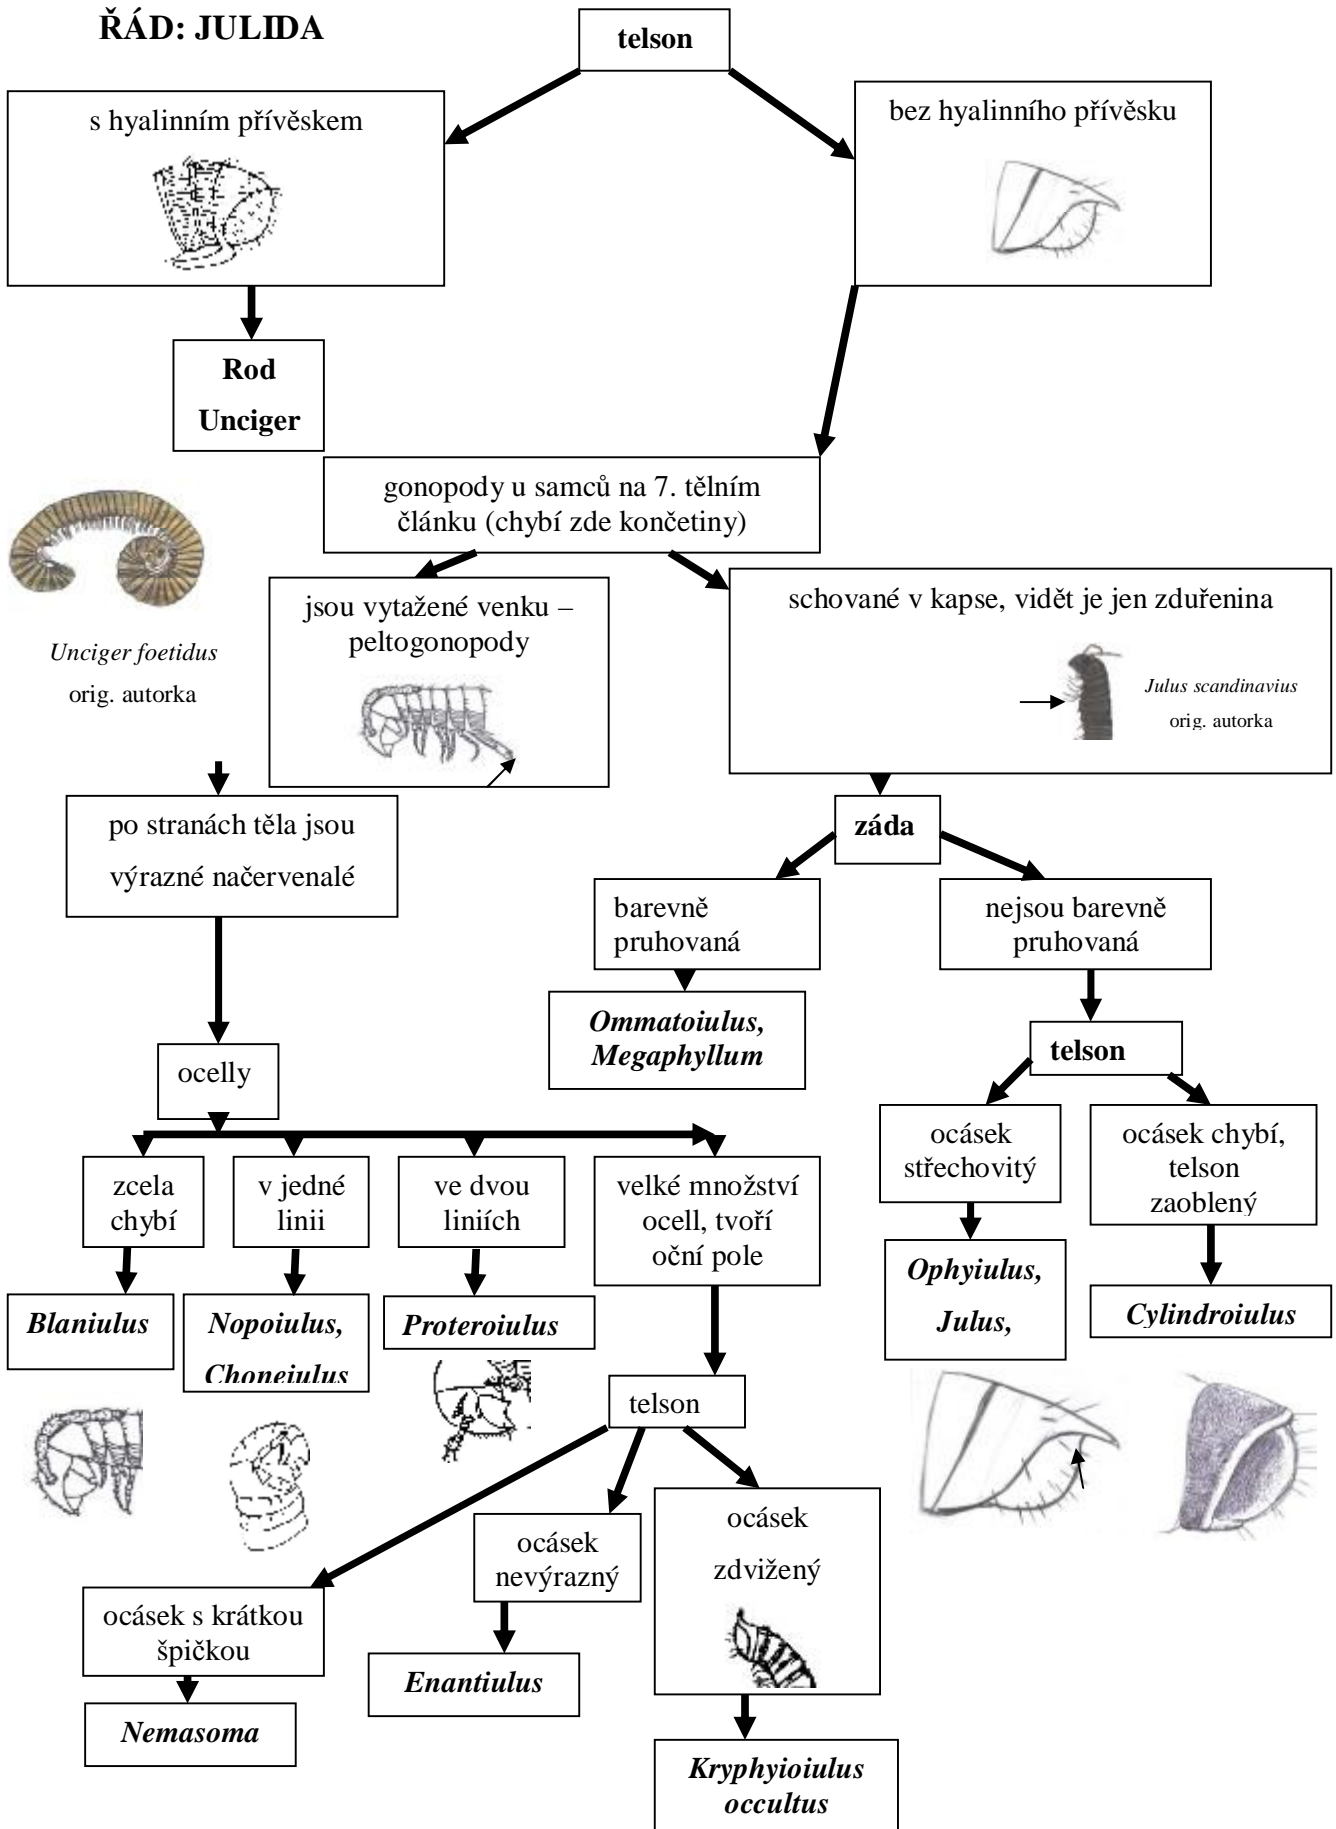 ŘÁD: JULIDA
telson
s hyalinním přívěskem
bez hyalinního přívěsku
Rod
Unciger
gonopody u samců na 7. tělním
článku (chybí zde končetiny)
jsou vytažené venku –
peltogonopody
schované v kapse, vidět je jen zduřenina
Unciger foetidus
orig. autorka
Julus scandinavius
orig. autorka
po stranách těla jsou
výrazné načervenalé
záda
barevně
pruhovaná
nejsou barevně
pruhovaná
Ommatoiulus,
Megaphyllum
telson
ocelly
ocásek
střechovitý
ocásek chybí,
telson
zaoblený
zcela
chybí
v jedné
linii
ve dvou
liniích
velké množství
ocell, tvoří
oční pole
Ophyiulus,
Julus,
Cylindroiulus
Blaniulus
Nopoiulus,
Choneiulus
Proteroiulus
telson
ocásek s krátkou
špičkou
ocásek
nevýrazný
ocásek
zdvižený
Nemasoma
Enantiulus
Kryphyioiulus
occultus